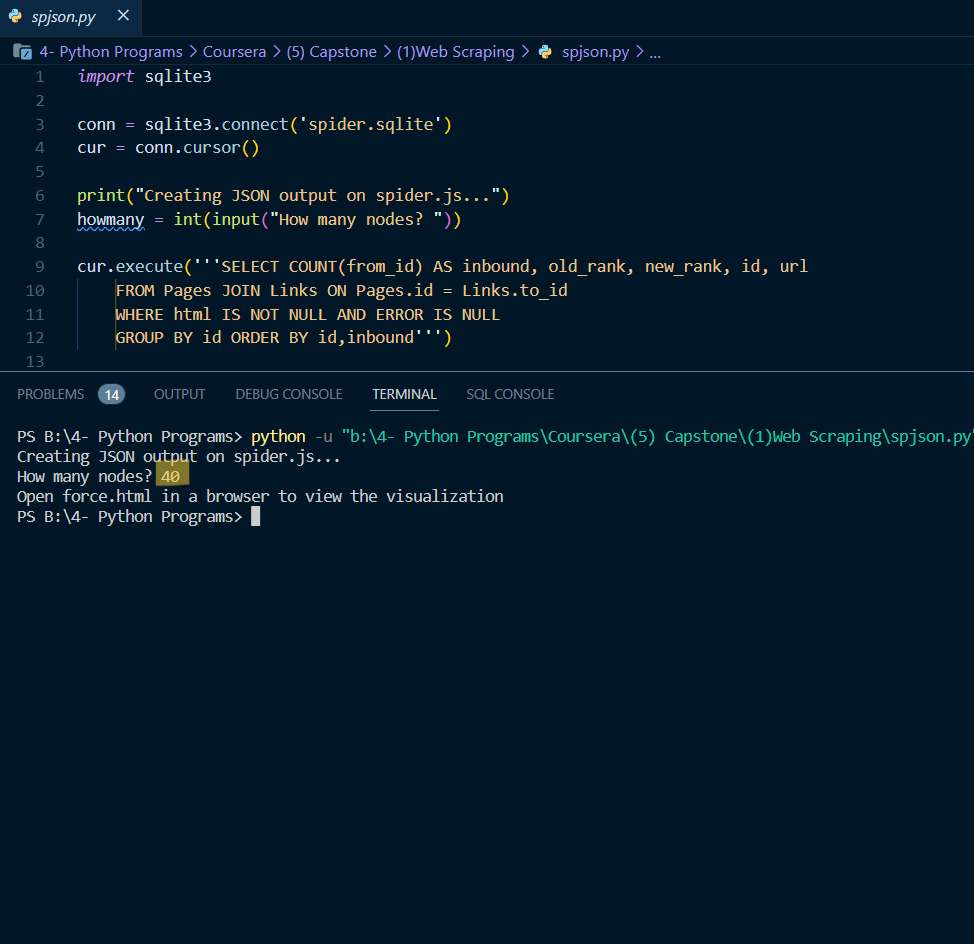 spjson.py
4- Python Programs > Coursera > (5) Capstone > (1)Web Scraping > spjson.py > ...
1 import sqlite3
2
3 conn = sqlite3.connect('spider.sqlite')
4 cur = conn.cursor()
5
6 print("Creating JSON output on spider.js...")
7 howmany = int(input("How many nodes? "))
8
9 cur.execute('''SELECT COUNT(from_id) AS inbound, old_rank, new_rank, id, url
10 FROM Pages JOIN Links ON Pages.id = Links.to_id
11 WHERE html IS NOT NULL AND ERROR IS NULL
12 GROUP BY id ORDER BY id,inbound''')
13
PROBLEMS 14 OUTPUT DEBUG CONSOLE TERMINAL SQL CONSOLE
PS B:\4- Python Programs> python -u "b:\4- Python Programs\Coursera\(5) Capstone\(1)Web Scraping\spjson.py"
Creating JSON output on spider.js...
How many nodes? 40
Open force.html in a browser to view the visualization
PS B:\4- Python Programs>